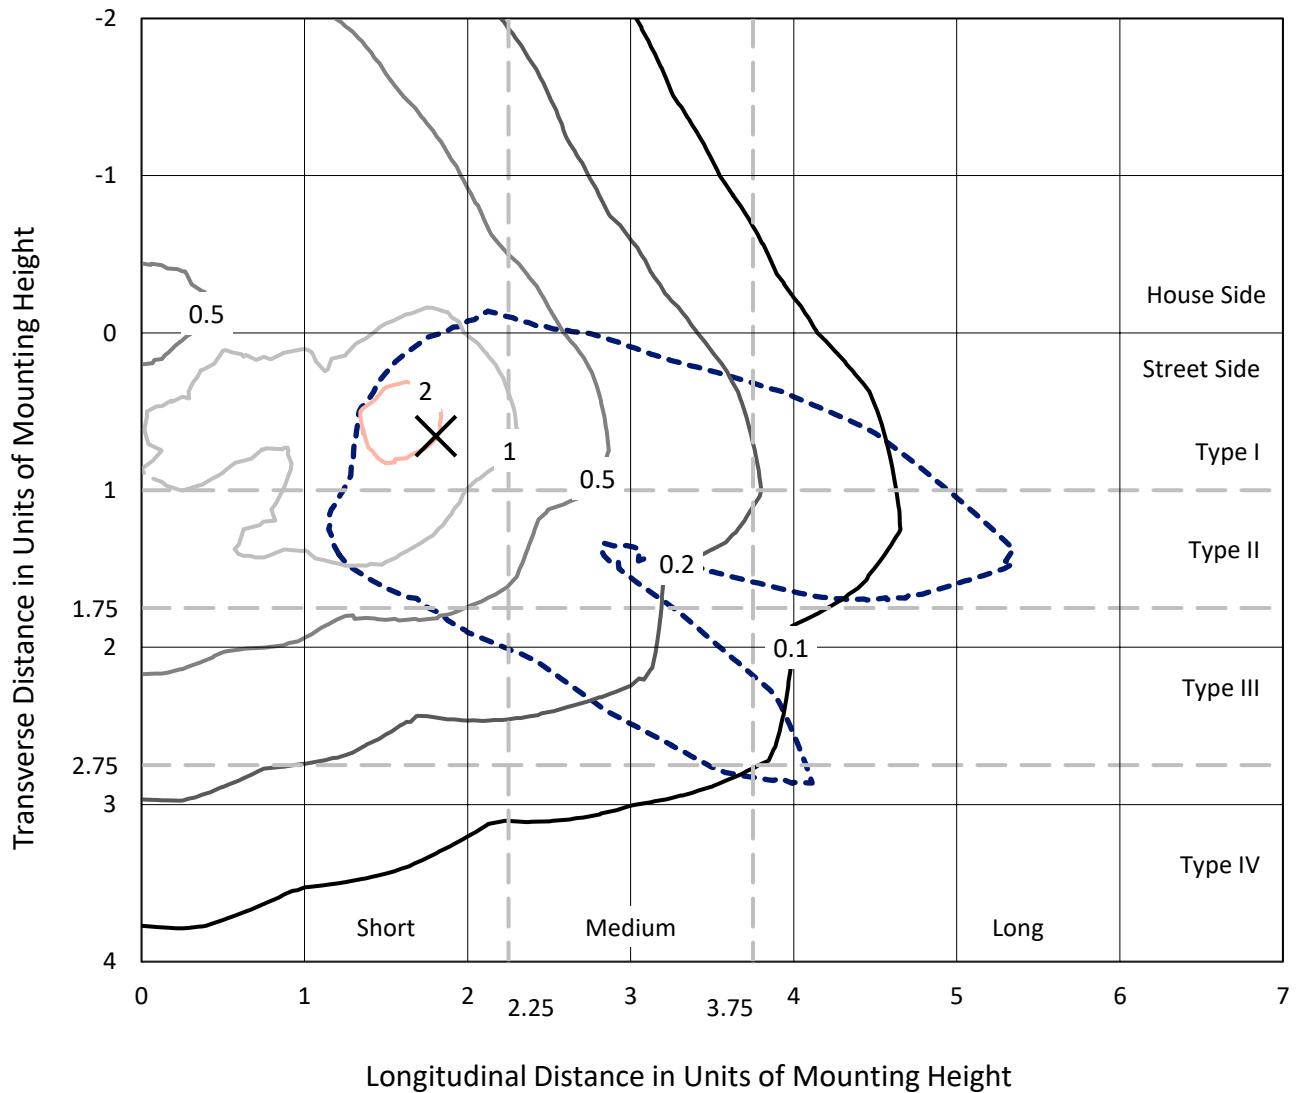 -2
-1
0
1
1.75
2
2.75
3
4
Transverse Distance in Units of Mounting Height
0.5
2
1
0.5
0.2
0.1
House Side
Street Side
Type I
Type II
Type III
Type IV
Short
Medium
Long
0
1
2
2.25
3
3.75
4
5
6
7
Longitudinal Distance in Units of Mounting Height